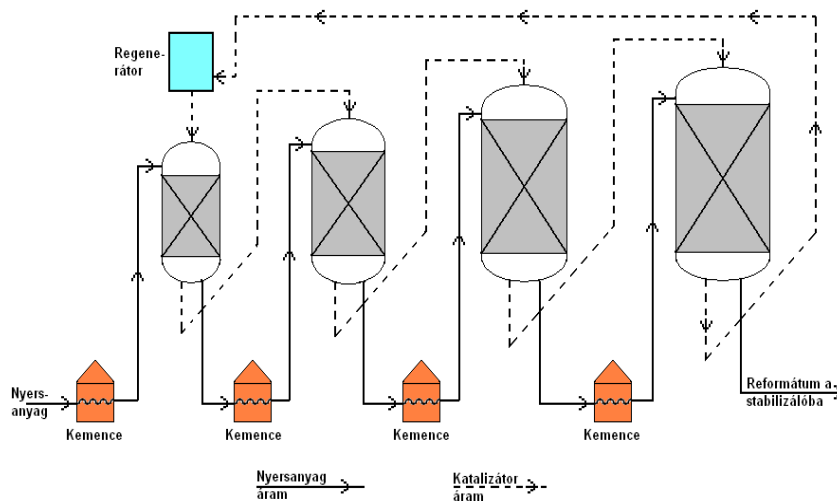 Regene-
rátor
Nyers-
anyag
Kemence
Kemence
Kemence
Kemence
Reformátum a
stabilizálóba
Nyersanyag
áram
Katalizátor
áram